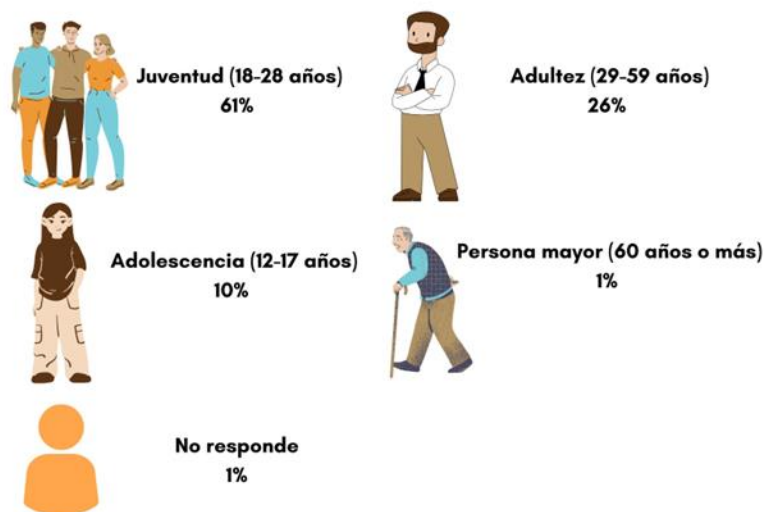 Juventud (18-28 años)
61%
Adultez (29-59 años)
26%
Adolescencia (12-17 años)
10%
Persona mayor (60 años o más)
1%
No responde
1%